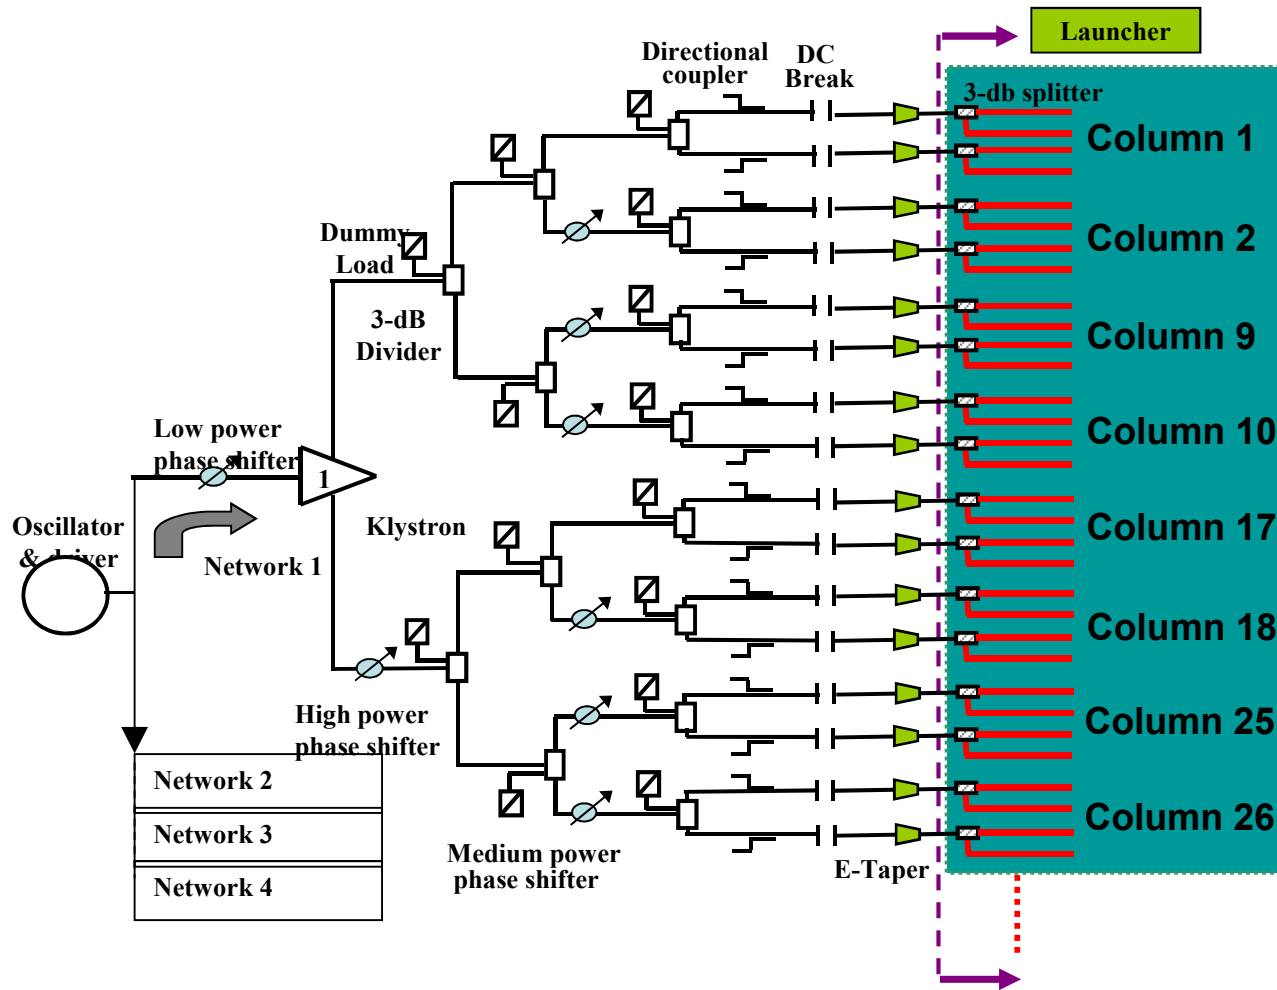 Launcher
Directional
coupler
DC
Break
3-db splitter
Column 1
Column 2
Dummy
Load
3-dB
Divider
Column 9
Column 10
Low power
phase shifter
1
Oscillator
& driver
Klystron
Network 1
Column 17
Column 18
High power
phase shifter
Column 25
Network 2
Network 3
Network 4
Medium power
phase shifter
E-Taper
Column 26